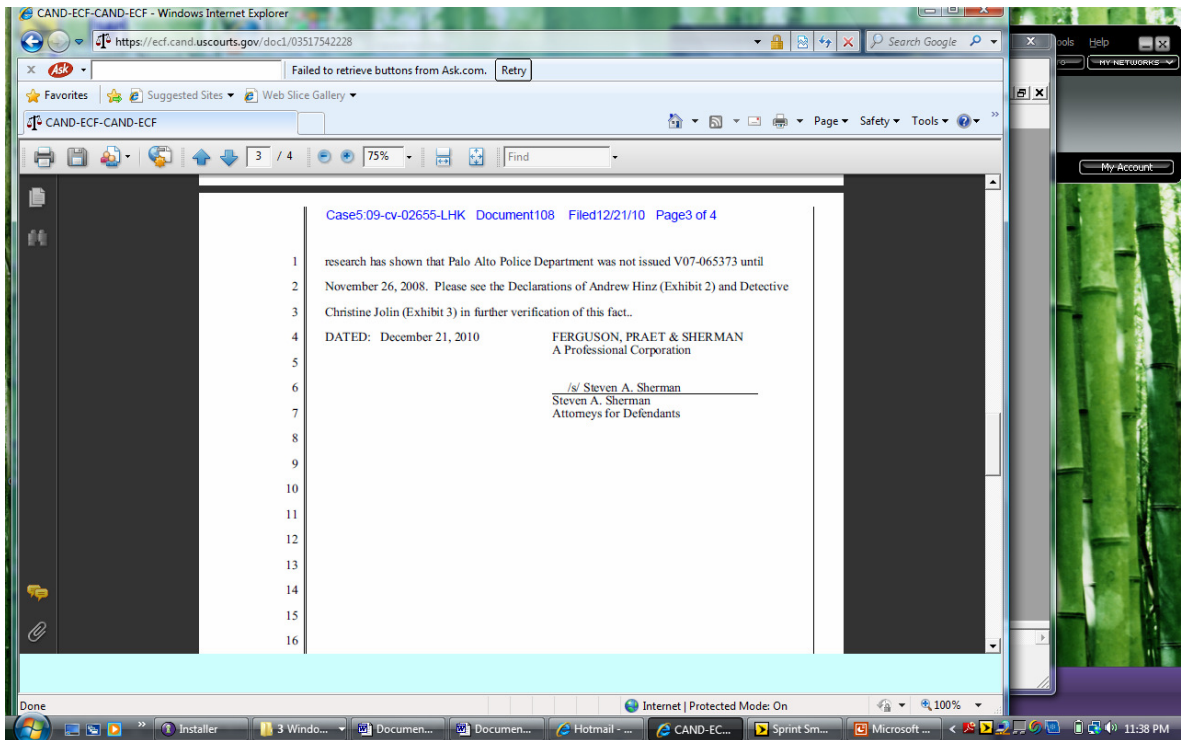 CAND-ECF-CAND-ECF - Windows Internet Explorer
https://ecf.cand.uscourts.gov/doc1/03517542228
Search Google
ools Help
MY NETWORKS
Ask
Failed to retrieve buttons from Ask.com. Retry
Favorites Suggested Sites Web Slice Gallery
CAND-ECF-CAND-ECF
Page Safety Tools
3 / 4 75% Find
My Account
Case5:09-cv-02655-LHK Document108 Filed12/21/10 Page3 of 4
1 research has shown that Palo Alto Police Department was not issued V07-065373 until
2 November 26, 2008. Please see the Declarations of Andrew Hinz (Exhibit 2) and Detective
3 Christine Jolin (Exhibit 3) in further verification of this fact..
4 DATED: December 21, 2010 FERGUSON, PRAET & SHERMAN
A Professional Corporation
5
6 /s/ Steven A. Sherman
Steven A. Sherman
7 Attorneys for Defendants
8
9
10
11
12
13
14
15
16
Done Internet | Protected Mode: On 100%
Installer 3 Windo... Documen... Documen... Hotmail - ... CAND-EC... Sprint Sm... Microsoft ... 11:38 PM